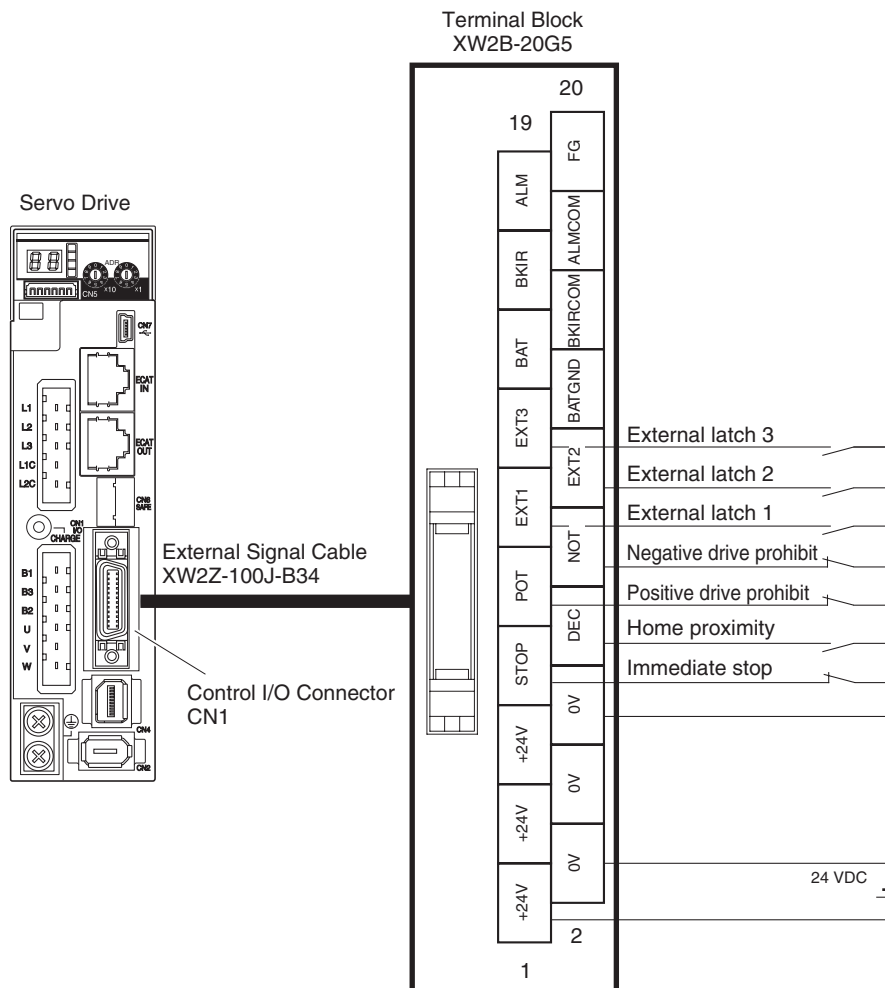 Terminal Block
XW2B-20G5
20
19
FG
ALM
ALMCOM
BKIR
BKIRCOM
BAT
BATGND
EXT3
EXT2
EXT1
NOT
POT
DEC
STOP
0V
+24V
0V
+24V
0V
+24V
2
1
Servo Drive
ADR
CN5
x10
x1
CN7
ECAT
IN
L1
L2
L3
L1C
L2C
ECAT
OUT
CN8
SAFE
CN1
I/O
CHARGE
B1
B3
B2
U
V
W
CN4
CN2
External Signal Cable
XW2Z-100J-B34
Control I/O Connector
CN1
External latch 3
External latch 2
External latch 1
Negative drive prohibit
Positive drive prohibit
Home proximity
Immediate stop
24 VDC